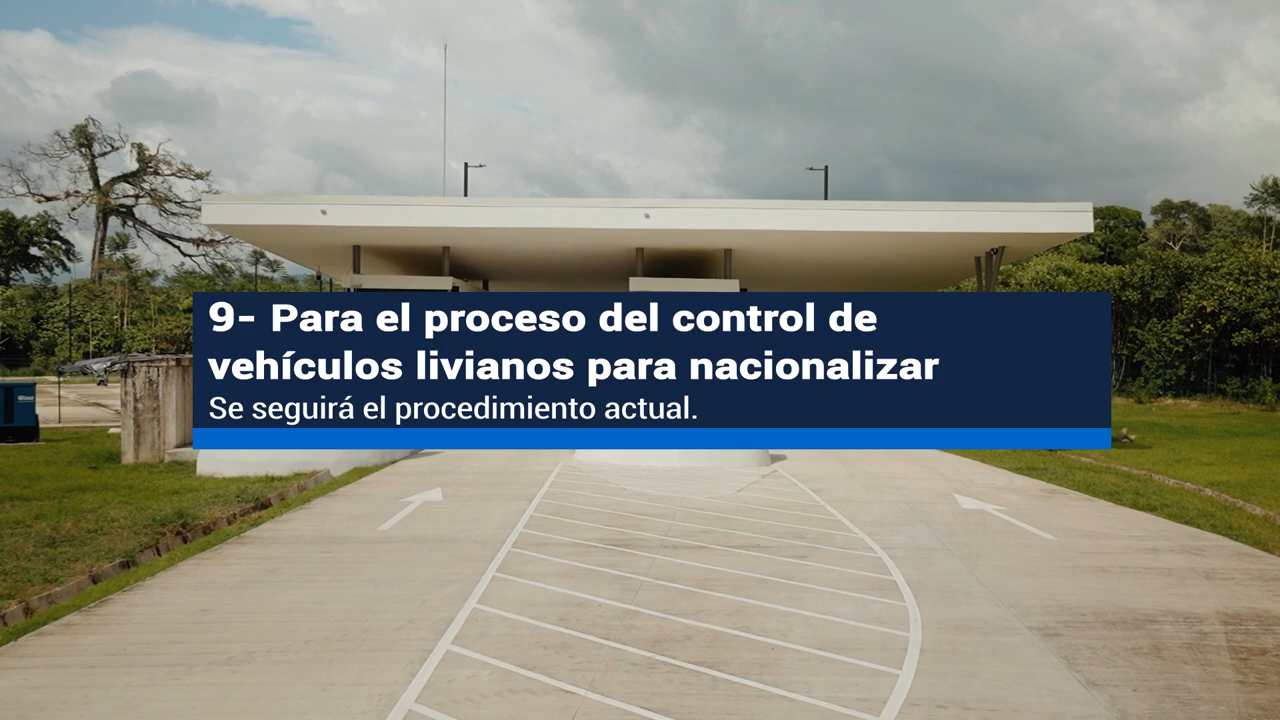 9- Para el proceso del control de
vehículos livianos para nacionalizar
Se seguirá el procedimiento actual.